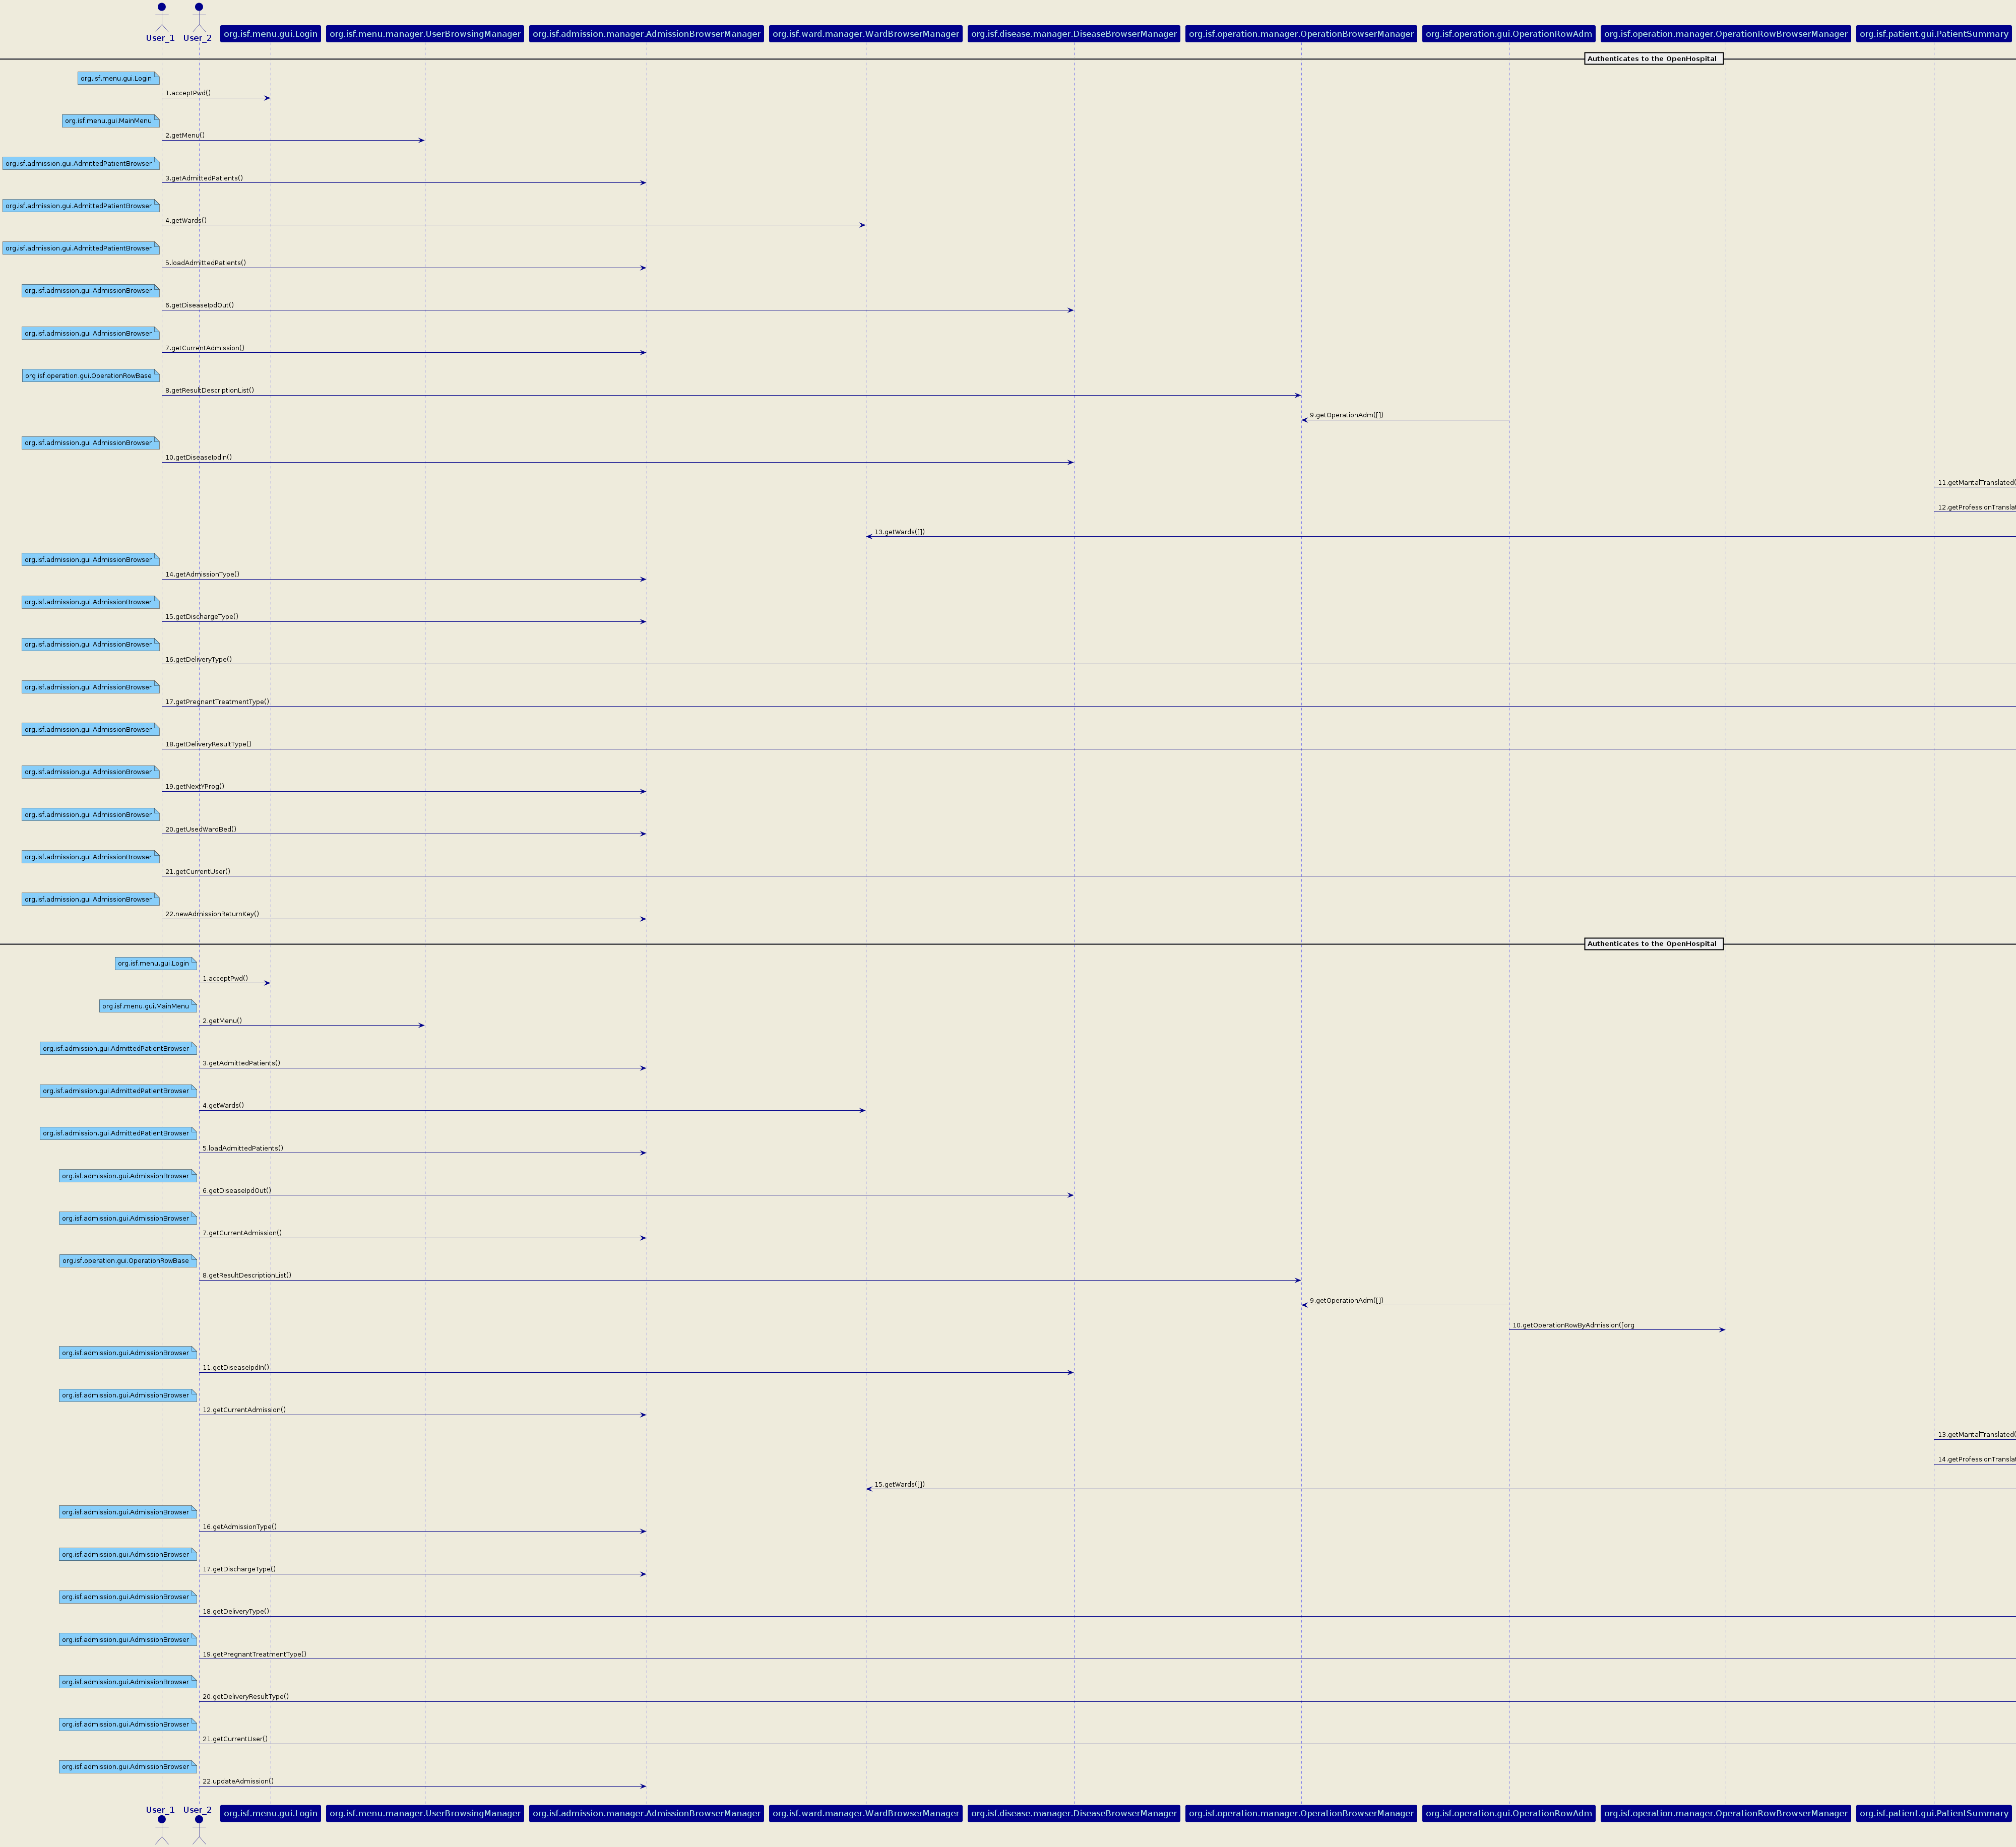 User_1
User_2
org.isf.menu.gui.Login
org.isf.menu.manager.UserBrowsingManager
org.isf.admission.manager.AdmissionBrowserManager
org.isf.ward.manager.WardBrowserManager
org.isf.disease.manager.DiseaseBrowserManager
org.isf.operation.manager.OperationBrowserManager
org.isf.operation.gui.OperationRowAdm
org.isf.operation.manager.OperationRowBrowserManager
org.isf.patient.gui.PatientSummary
Authenticates to the OpenHospital
org.isf.menu.gui.Login
1.acceptPwd()
org.isf.menu.gui.MainMenu
2.getMenu()
org.isf.admission.gui.AdmittedPatientBrowser
3.getAdmittedPatients()
org.isf.admission.gui.AdmittedPatientBrowser
4.getWards()
org.isf.admission.gui.AdmittedPatientBrowser
5.loadAdmittedPatients()
org.isf.admission.gui.AdmissionBrowser
6.getDiseaseIpdOut()
org.isf.admission.gui.AdmissionBrowser
7.getCurrentAdmission()
org.isf.operation.gui.OperationRowBase
8.getResultDescriptionList()
9.getOperationAdm([])
org.isf.admission.gui.AdmissionBrowser
10.getDiseaseIpdIn()
11.getMaritalTranslated(
12.getProfessionTranslat
13.getWards([])
org.isf.admission.gui.AdmissionBrowser
14.getAdmissionType()
org.isf.admission.gui.AdmissionBrowser
15.getDischargeType()
org.isf.admission.gui.AdmissionBrowser
16.getDeliveryType()
org.isf.admission.gui.AdmissionBrowser
17.getPregnantTreatmentType()
org.isf.admission.gui.AdmissionBrowser
18.getDeliveryResultType()
org.isf.admission.gui.AdmissionBrowser
19.getNextYProg()
org.isf.admission.gui.AdmissionBrowser
20.getUsedWardBed()
org.isf.admission.gui.AdmissionBrowser
21.getCurrentUser()
org.isf.admission.gui.AdmissionBrowser
22.newAdmissionReturnKey()
Authenticates to the OpenHospital
org.isf.menu.gui.Login
1.acceptPwd()
org.isf.menu.gui.MainMenu
2.getMenu()
org.isf.admission.gui.AdmittedPatientBrowser
3.getAdmittedPatients()
org.isf.admission.gui.AdmittedPatientBrowser
4.getWards()
org.isf.admission.gui.AdmittedPatientBrowser
5.loadAdmittedPatients()
org.isf.admission.gui.AdmissionBrowser
6.getDiseaseIpdOut()
org.isf.admission.gui.AdmissionBrowser
7.getCurrentAdmission()
org.isf.operation.gui.OperationRowBase
8.getResultDescriptionList()
9.getOperationAdm([])
10.getOperationRowByAdmission([org
org.isf.admission.gui.AdmissionBrowser
11.getDiseaseIpdIn()
org.isf.admission.gui.AdmissionBrowser
12.getCurrentAdmission()
13.getMaritalTranslated(
14.getProfessionTranslat
15.getWards([])
org.isf.admission.gui.AdmissionBrowser
16.getAdmissionType()
org.isf.admission.gui.AdmissionBrowser
17.getDischargeType()
org.isf.admission.gui.AdmissionBrowser
18.getDeliveryType()
org.isf.admission.gui.AdmissionBrowser
19.getPregnantTreatmentType()
org.isf.admission.gui.AdmissionBrowser
20.getDeliveryResultType()
org.isf.admission.gui.AdmissionBrowser
21.getCurrentUser()
org.isf.admission.gui.AdmissionBrowser
22.updateAdmission()
User_1
User_2
org.isf.menu.gui.Login
org.isf.menu.manager.UserBrowsingManager
org.isf.admission.manager.AdmissionBrowserManager
org.isf.ward.manager.WardBrowserManager
org.isf.disease.manager.DiseaseBrowserManager
org.isf.operation.manager.OperationBrowserManager
org.isf.operation.gui.OperationRowAdm
org.isf.operation.manager.OperationRowBrowserManager
org.isf.patient.gui.PatientSummary